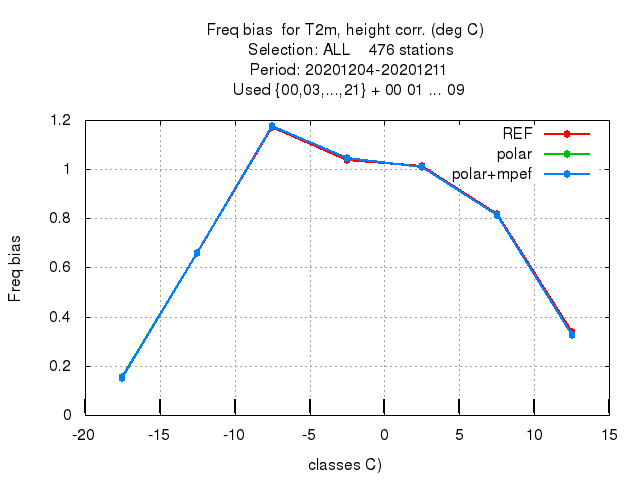 Freq bias  for T2m, height corr. (deg C)
Selection: ALL    476 stations
Period: 20201204-20201211
Used {00,03,...,21} + 00 01 ... 09
REF
polar
polar+mpef
Freq bias
1.2
1
0.8
0.6
0.4
0.2
0
-20 -15 -10 -5 0 5 10 15
classes C)